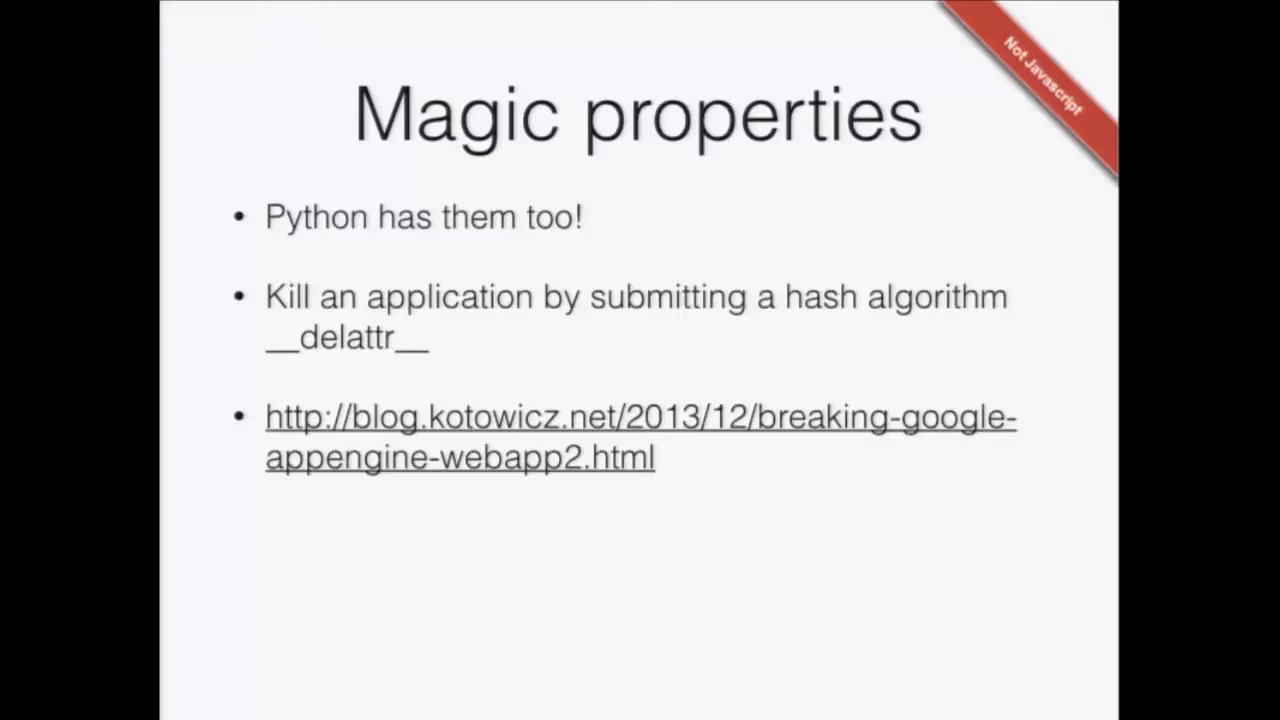 Not Javascript
Magic properties
• Python has them too!
• Kill an application by submitting a hash algorithm
__delattr__
• http://blog.kotowicz.net/2013/12/breaking-google-
appengine-webapp2.html